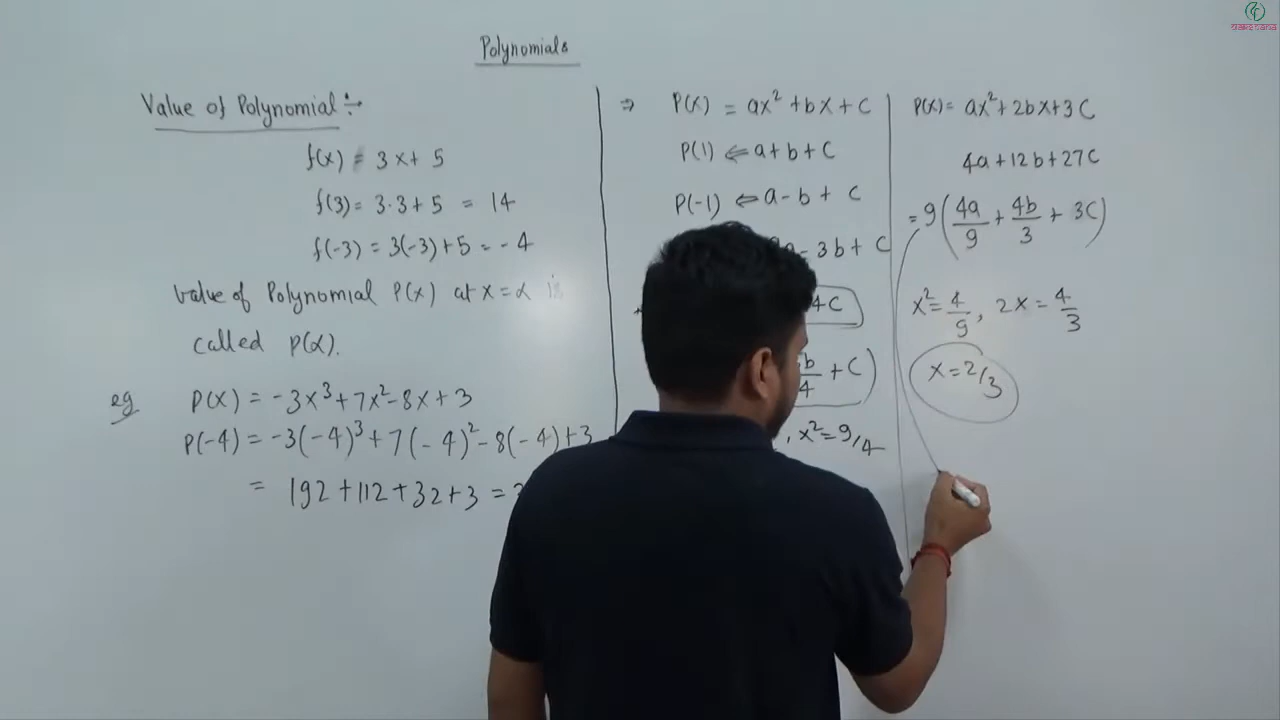 Polynomials
Value of Polynomial :-
f(x) = 3x + 5
f(3) = 3·3 + 5 = 14
f(-3) = 3(-3) + 5 = -4
value of Polynomial P(x) at x = α is
called P(α).
eg P(x) = -3x³ + 7x² - 8x + 3
P(-4) = -3(-4)³ + 7(-4)² - 8(-4) + 3
= 192 + 112 + 32 + 3 =
⇒ P(x) = ax² + bx + c
P(1) ⇐ a + b + c
P(-1) ⇐ a - b + c
- 3b + c
4c
b/4 + c)
, x² = 9/4
P(x) = ax² + 2bx + 3c
4a + 12b + 27c
= 9(4a/9 + 4b/3 + 3c)
x² = 4/9, 2x = 4/3
x = 2/3